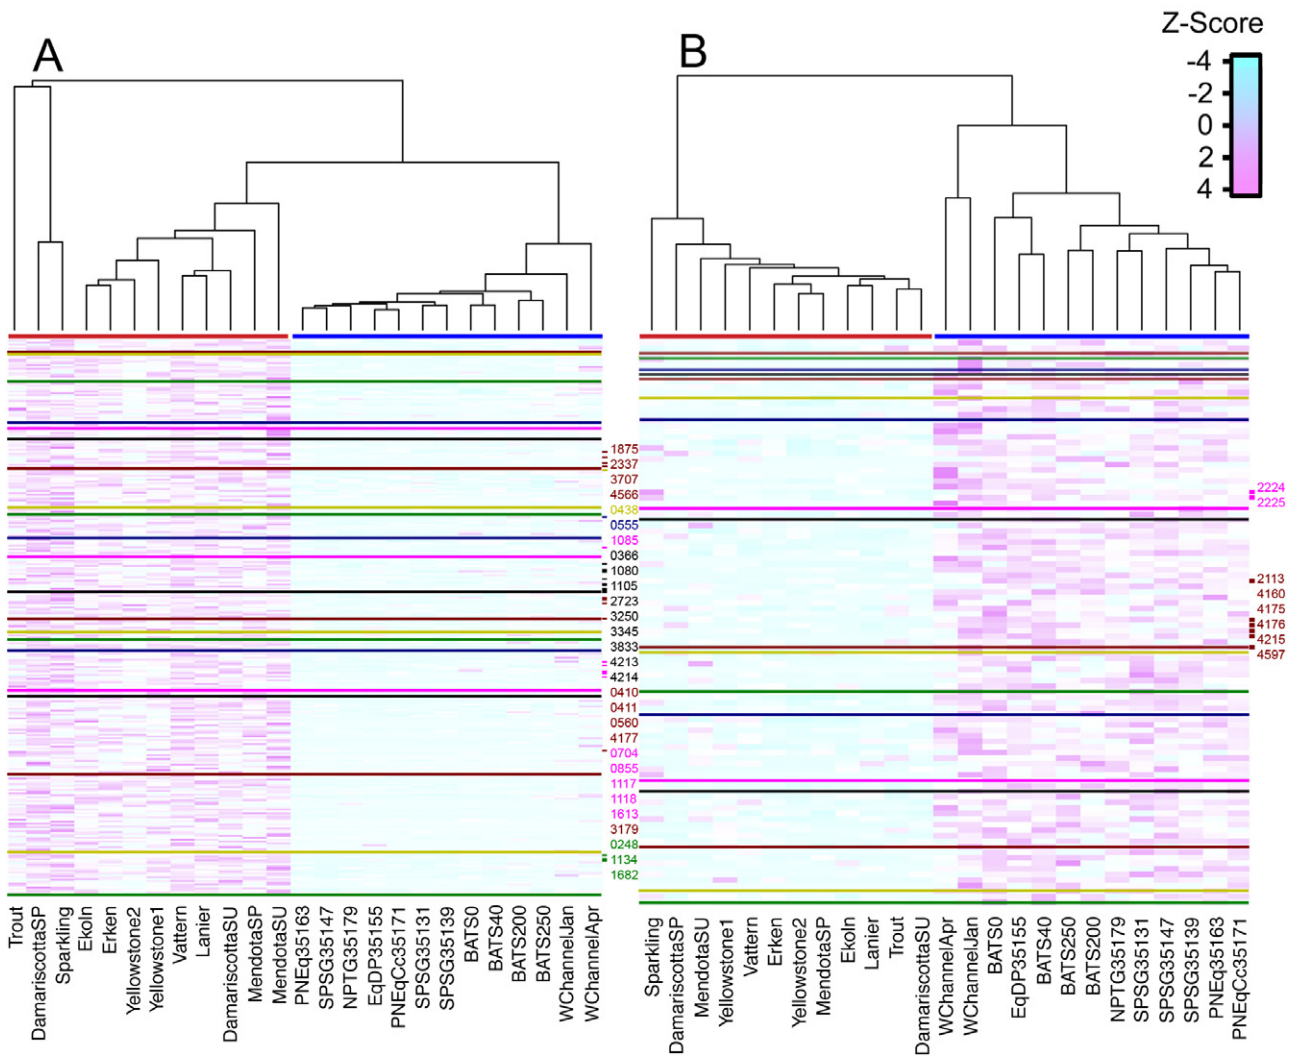 A
B
Z-Score
-4
-2
0
2
4
1875
2337
3707
4566
0438
0555
1085
0366
1080
1105
2723
3250
3345
3833
4213
4214
0410
0411
0560
4177
0704
0855
1117
1118
1613
3179
0248
1134
1682
2224
2225
2113
4160
4175
4176
4215
4597
Trout
DamariscottaSP
Sparkling
Ekoln
Erken
Yellowstone2
Yellowstone1
Vattern
Lanier
DamariscottaSU
MendotaSP
MendotaSU
PNEq35163
SPSG35147
NPTG35179
EqDP35155
PNEqCc35171
SPSG35131
SPSG35139
BATS0
BATS40
BATS200
BATS250
WChannelJan
WChannelApr
Sparkling
DamariscottaSP
MendotaSU
Yellowstone1
Vattern
Erken
Yellowstone2
MendotaSP
Ekoln
Lanier
Trout
DamariscottaSU
WChannelApr
WChannelJan
BATS0
EqDP35155
BATS40
BATS250
BATS200
NPTG35179
SPSG35131
SPSG35147
SPSG35139
PNEq35163
PNEqCc35171